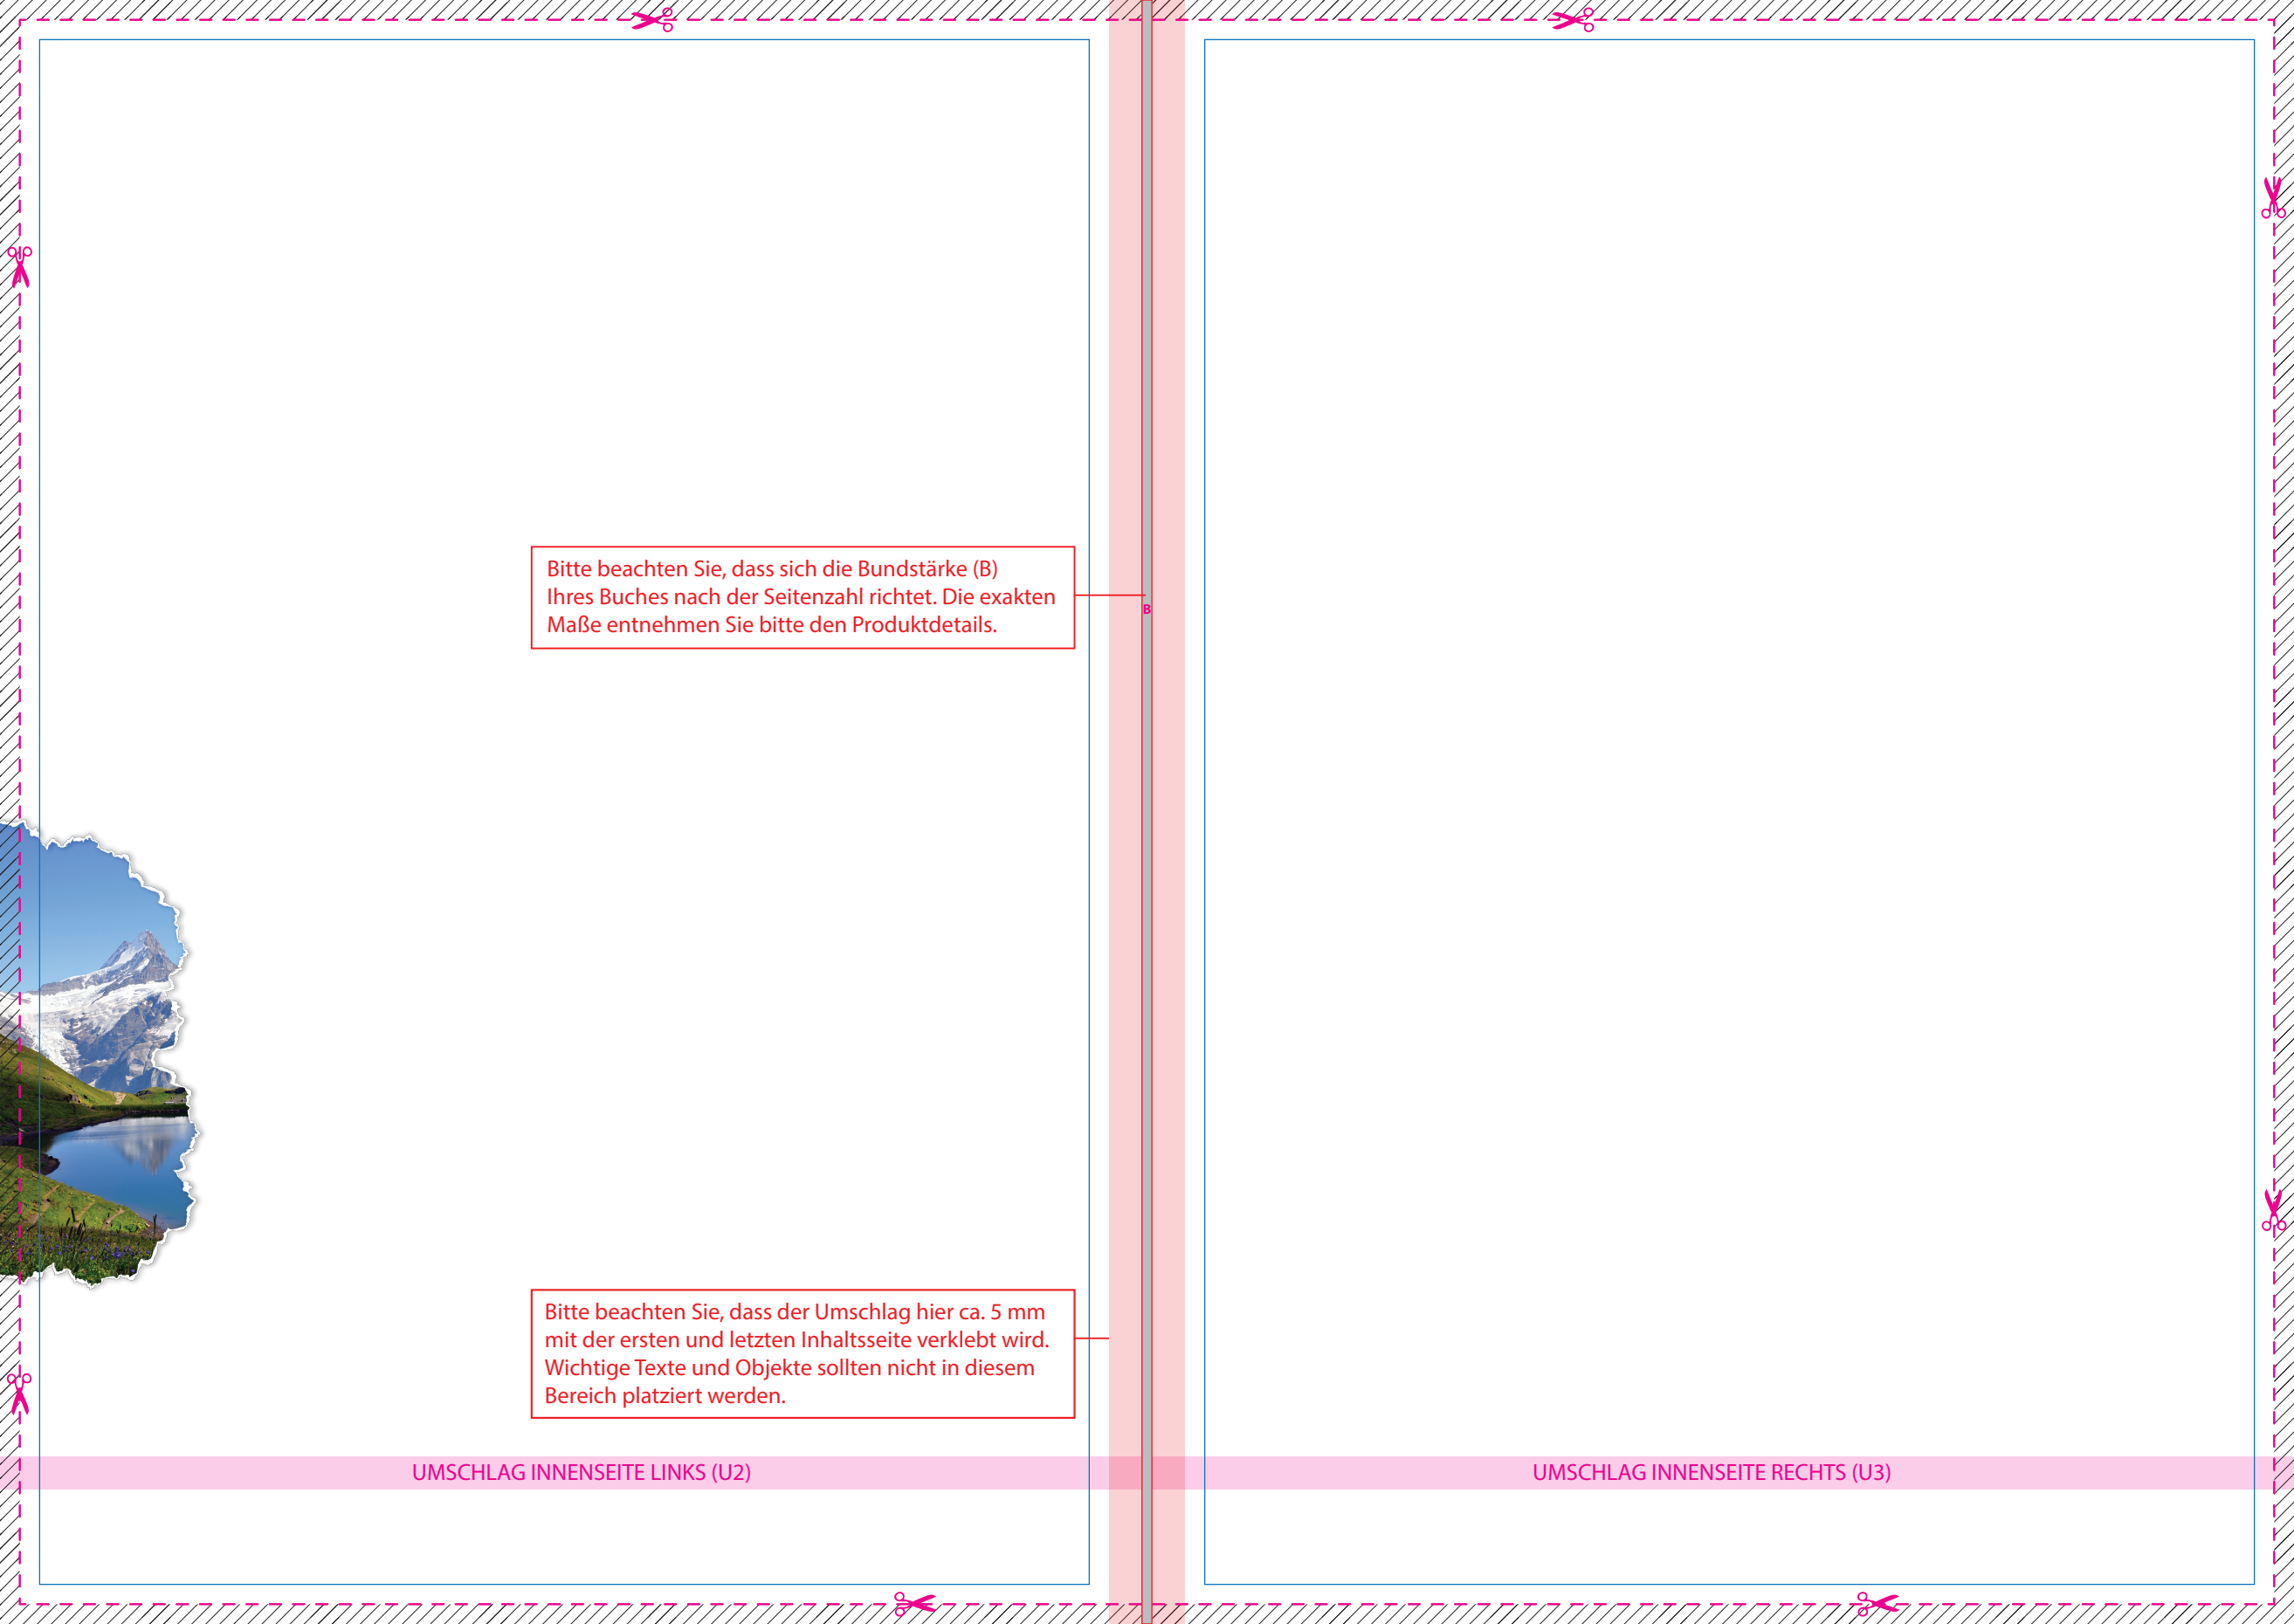 Bitte beachten Sie, dass sich die Bundstärke (B)
Ihres Buches nach der Seitenzahl richtet. Die exakten
Maße entnehmen Sie bitte den Produktdetails.
B
Bitte beachten Sie, dass der Umschlag hier ca. 5 mm
mit der ersten und letzten Inhaltsseite verklebt wird.
Wichtige Texte und Objekte sollten nicht in diesem
Bereich platziert werden.
UMSCHLAG INNENSEITE LINKS (U2)
UMSCHLAG INNENSEITE RECHTS (U3)